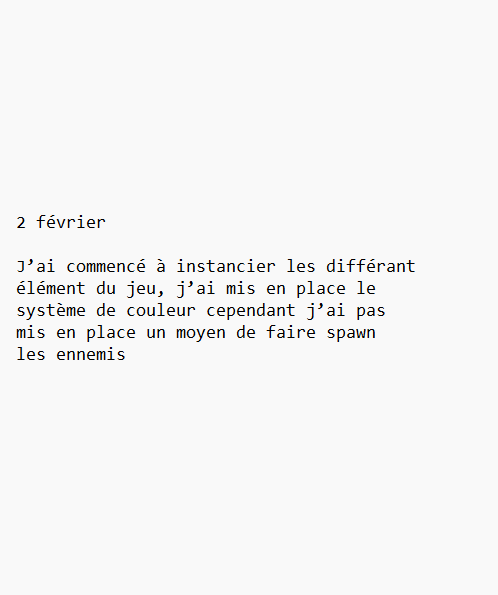 2 février
J’ai commencé à instancier les différant
élément du jeu, j’ai mis en place le
système de couleur cependant j’ai pas
mis en place un moyen de faire spawn
les ennemis